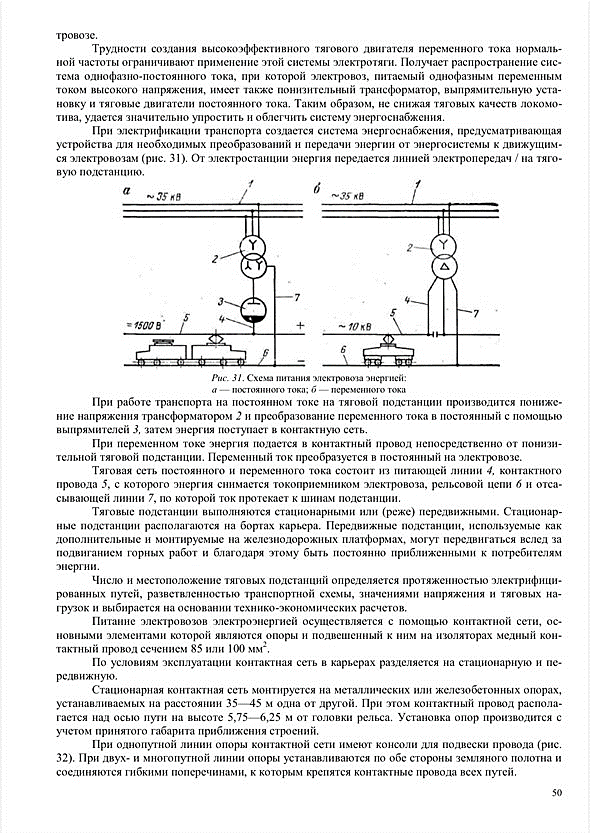 тровозе.
Трудности создания высокоэффективного тягового двигателя переменного тока нормаль-
ной частоты ограничивают применение этой системы электротяги. Получает распространение сис-
тема однофазно-постоянного тока, при которой электровоз, питаемый однофазным переменным
током высокого напряжения, имеет также понизительный трансформатор, выпрямительную уста-
новку и тяговые двигатели постоянного тока. Таким образом, не снижая тяговых качеств локомо-
тива, удается значительно упростить и облегчить систему энергоснабжения.
При электрификации транспорта создается система энергоснабжения, предусматривающая
устройства для необходимых преобразований и передачи энергии от энергосистемы к движущим-
ся электровозам (рис. 31). От электростанции энергия передается линией электропередач / на тяго-
вую подстанцию.
а ~35 кВ 1 б ~35 кВ 1
2 2
3 4 7 4 5 7
=1500 В 5 + ~10 кВ
6 − 6
Рис. 31. Схема питания электровоза энергией:
а — постоянного тока; б — переменного тока
При работе транспорта на постоянном токе на тяговой подстанции производится пониже-
ние напряжения трансформатором 2 и преобразование переменного тока в постоянный с помощью
выпрямителей 3, затем энергия поступает в контактную сеть.
При переменном токе энергия подается в контактный провод непосредственно от понизи-
тельной тяговой подстанции. Переменный ток преобразуется в постоянный на электровозе.
Тяговая сеть постоянного и переменного тока состоит из питающей линии 4, контактного
провода 5, с которого энергия снимается токоприемником электровоза, рельсовой цепи 6 и отса-
сывающей линии 7, по которой ток протекает к шинам подстанции.
Тяговые подстанции выполняются стационарными или (реже) передвижными. Стационар-
ные подстанции располагаются на бортах карьера. Передвижные подстанции, используемые как
дополнительные и монтируемые на железнодорожных платформах, могут передвигаться вслед за
подвиганием горных работ и благодаря этому быть постоянно приближенными к потребителям
энергии.
Число и местоположение тяговых подстанций определяется протяженностью электрифици-
рованных путей, разветвленностью транспортной схемы, значениями напряжения и тяговых на-
грузок и выбирается на основании технико-экономических расчетов.
Питание электровозов электроэнергией осуществляется с помощью контактной сети, ос-
новными элементами которой являются опоры и подвешенный к ним на изоляторах медный кон-
тактный провод сечением 85 или 100 мм².
По условиям эксплуатации контактная сеть в карьерах разделяется на стационарную и пе-
редвижную.
Стационарная контактная сеть монтируется на металлических или железобетонных опорах,
устанавливаемых на расстоянии 35—45 м одна от другой. При этом контактный провод распола-
гается над осью пути на высоте 5,75—6,25 м от головки рельса. Установка опор производится с
учетом принятого габарита приближения строений.
При однопутной линии опоры контактной сети имеют консоли для подвески провода (рис.
32). При двух- и многопутной линии опоры устанавливаются по обе стороны земляного полотна и
соединяются гибкими поперечинами, к которым крепятся контактные провода всех путей.
50